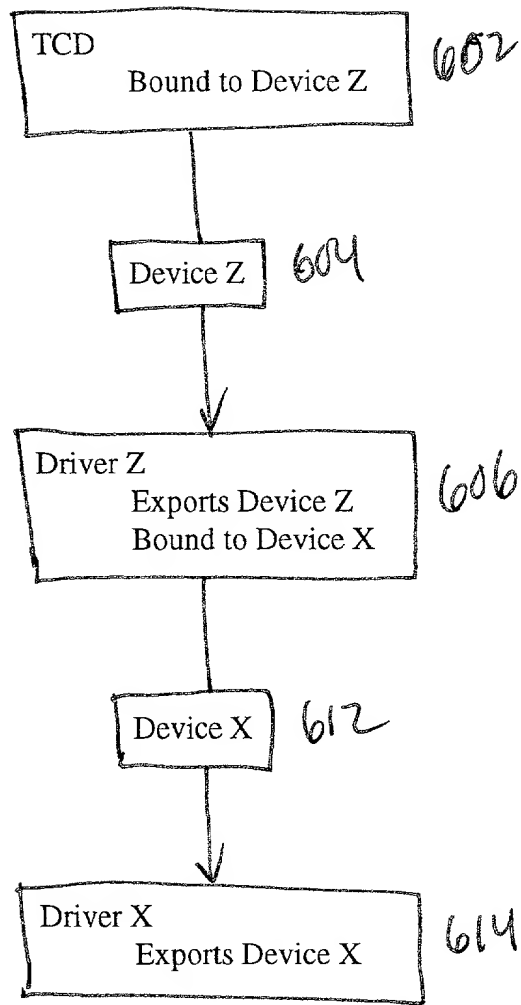 TCD
Bound to Device Z
602
Device Z
604
Driver Z
Exports Device Z
Bound to Device X
606
Device X
612
Driver X
Exports Device X
614